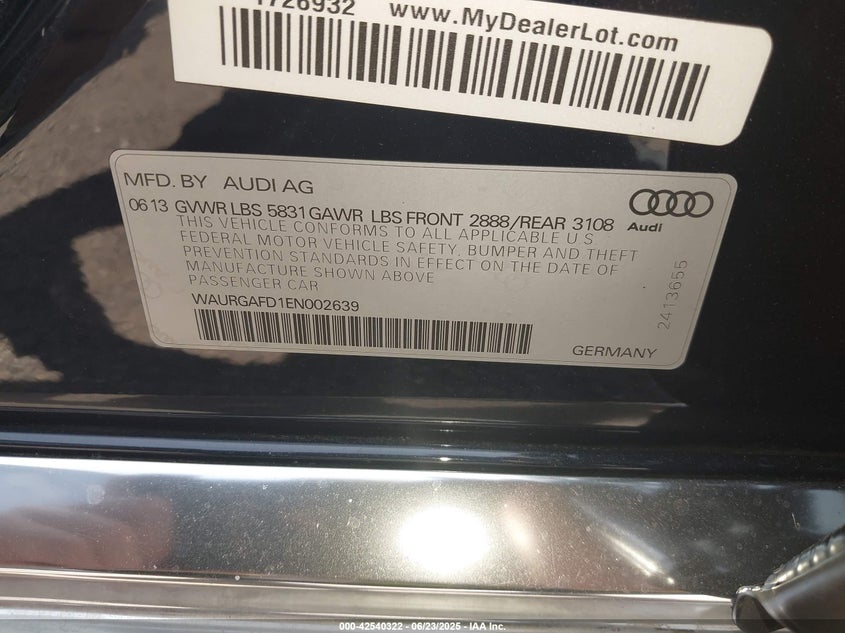 1726932 www.MyDealerLot.com
MFD. BY AUDI AG
06 13 GVWR LBS 5831 GAWR LBS FRONT 2888/REAR 3108
THIS VEHICLE CONFORMS TO ALL APPLICABLE U S
FEDERAL MOTOR VEHICLE SAFETY, BUMPER AND THEFT
PREVENTION STANDARDS IN EFFECT ON THE DATE OF
MANUFACTURE SHOWN ABOVE
PASSENGER CAR
WAURGAFD1EN002639
Audi
2413655
GERMANY
000-42540322 - 06/23/2025 - IAA Inc.